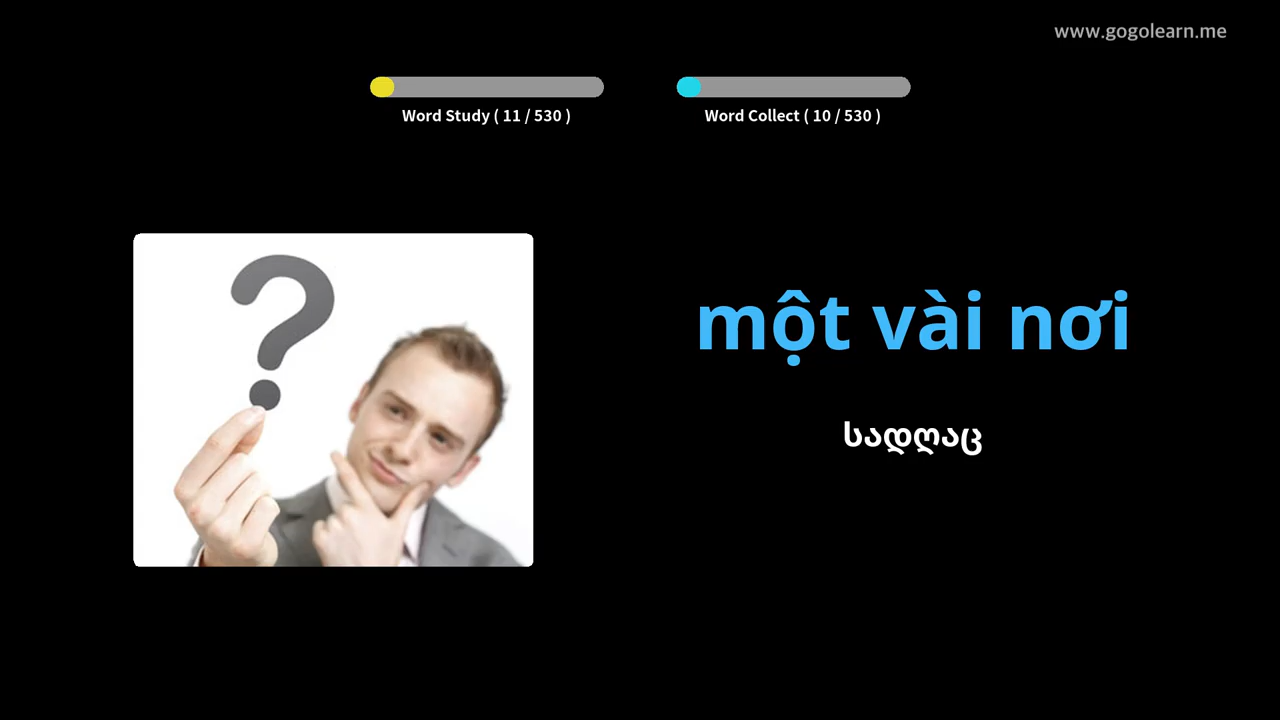 www.gogolearn.me
Word Study ( 11 / 530 )
Word Collect ( 10 / 530 )
một vài nơi
სადღაც